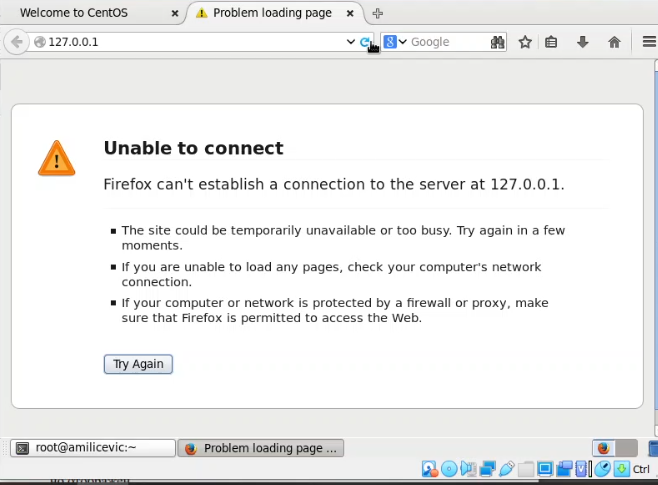 Welcome to CentOS
Problem loading page
127.0.0.1
Google
Unable to connect
Firefox can't establish a connection to the server at 127.0.0.1.
The site could be temporarily unavailable or too busy. Try again in a few
moments.
If you are unable to load any pages, check your computer's network
connection.
If your computer or network is protected by a firewall or proxy, make
sure that Firefox is permitted to access the Web.
Try Again
root@amilicevic:~
Problem loading page ...
Ctrl